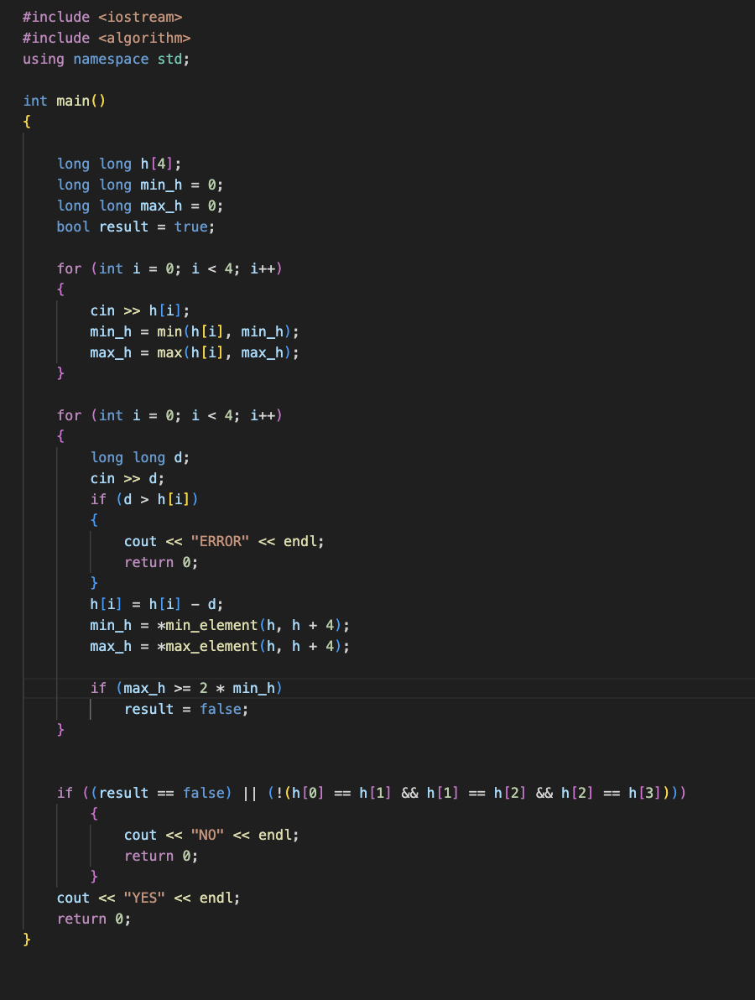 #include <iostream>
#include <algorithm>
using namespace std;

int main()
{

    long long h[4];
    long long min_h = 0;
    long long max_h = 0;
    bool result = true;

    for (int i = 0; i < 4; i++)
    {
        cin >> h[i];
        min_h = min(h[i], min_h);
        max_h = max(h[i], max_h);
    }

    for (int i = 0; i < 4; i++)
    {
        long long d;
        cin >> d;
        if (d > h[i])
        {
            cout << "ERROR" << endl;
            return 0;
        }
        h[i] = h[i] - d;
        min_h = *min_element(h, h + 4);
        max_h = *max_element(h, h + 4);

        if (max_h >= 2 * min_h)
            result = false;
    }


    if ((result == false) || (!(h[0] == h[1] && h[1] == h[2] && h[2] == h[3])))
        {
            cout << "NO" << endl;
            return 0;
        }
    cout << "YES" << endl;
    return 0;
}